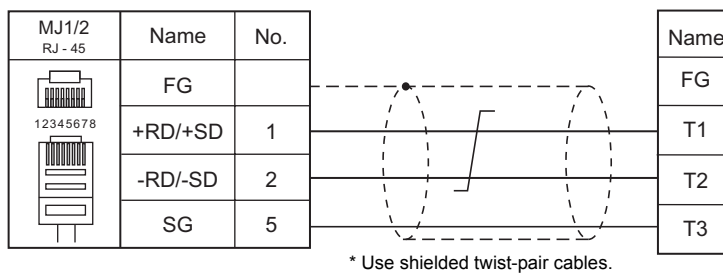 MJ1/2 Name No. Name
RJ - 45
FG FG
12345678
+RD/+SD 1 T1
-RD/-SD 2 T2
SG 5 T3
* Use shielded twist-pair cables.